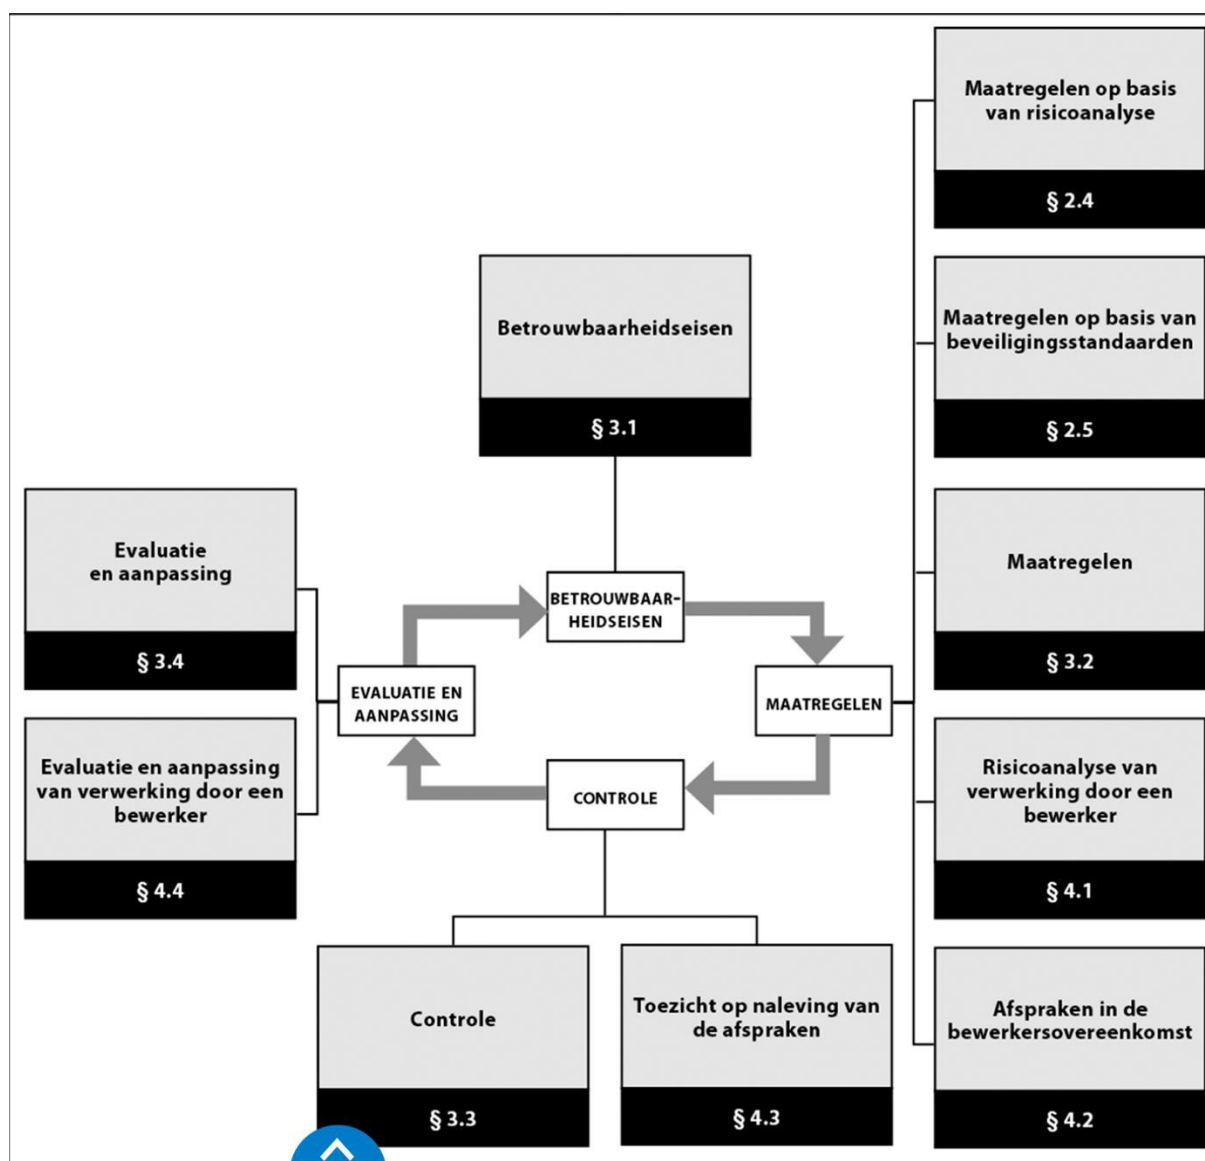 Maatregelen op basis
van risicoanalyse
§ 2.4
Betrouwbaarheidseisen
§ 3.1
Maatregelen op basis van
beveiligingsstandaarden
§ 2.5
Evaluatie
en aanpassing
§ 3.4
BETROUWBAAR-
HEIDSEISEN
Maatregelen
§ 3.2
EVALUATIE EN
AANPASSING
MAATREGELEN
CONTROLE
Evaluatie en aanpassing
van verwerking door een
bewerker
§ 4.4
Risicoanalyse van
verwerking door een
bewerker
§ 4.1
Controle
§ 3.3
Toezicht op naleving van
de afspraken
§ 4.3
Afspraken in de
bewerkersovereenkomst
§ 4.2